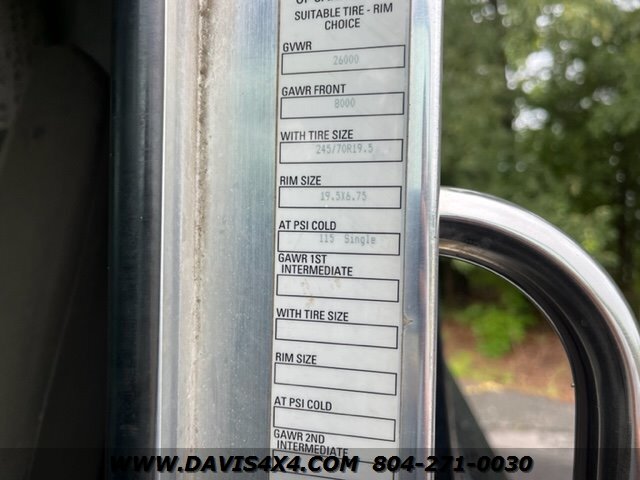 SUITABLE TIRE - RIM
CHOICE
GVWR
26000
GAWR FRONT
8000
WITH TIRE SIZE
245/70R19.5
RIM SIZE
19.5X6.75
AT PSI COLD
115 Single
GAWR 1ST
INTERMEDIATE
WITH TIRE SIZE
RIM SIZE
AT PSI COLD
GAWR 2ND
INTERMEDIATE
WWW.DAVIS4X4.COM 804-271-0030